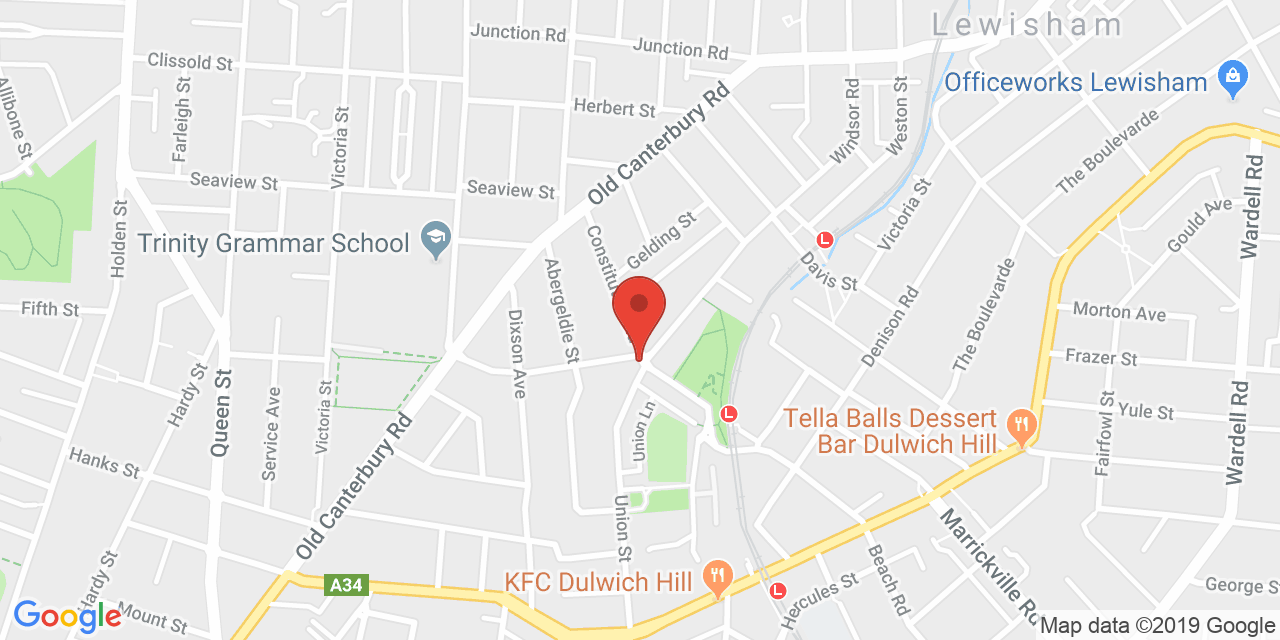 Lewisham
Junction Rd
Junction Rd
Clissold St
Officeworks Lewisham
Allibone St
Farleigh St
Victoria St
Herbert St
Old Canterbury Rd
Windsor Rd
Weston St
The Boulevarde
Seaview St
Seaview St
Wardell Rd
Holden St
Trinity Grammar School
Gelding St
Victoria St
Gould Ave
L
Constitu
Abergeldie St
Davis St
Fifth St
Dixson Ave
Denison Rd
The Boulevarde
Morton Ave
Frazer St
Hardy St
Queen St
Service Ave
Victoria St
Old Canterbury Rd
Union Ln
L
Tella Balls Dessert
Bar Dulwich Hill
Fairfowl St
Yule St
Wardell Rd
Hanks St
Union St
Marrickville Rd
Hardy St
A34
KFC Dulwich Hill
L
Hercules St
Beach Rd
George S
Mount St
Google
Map data ©2019 Google